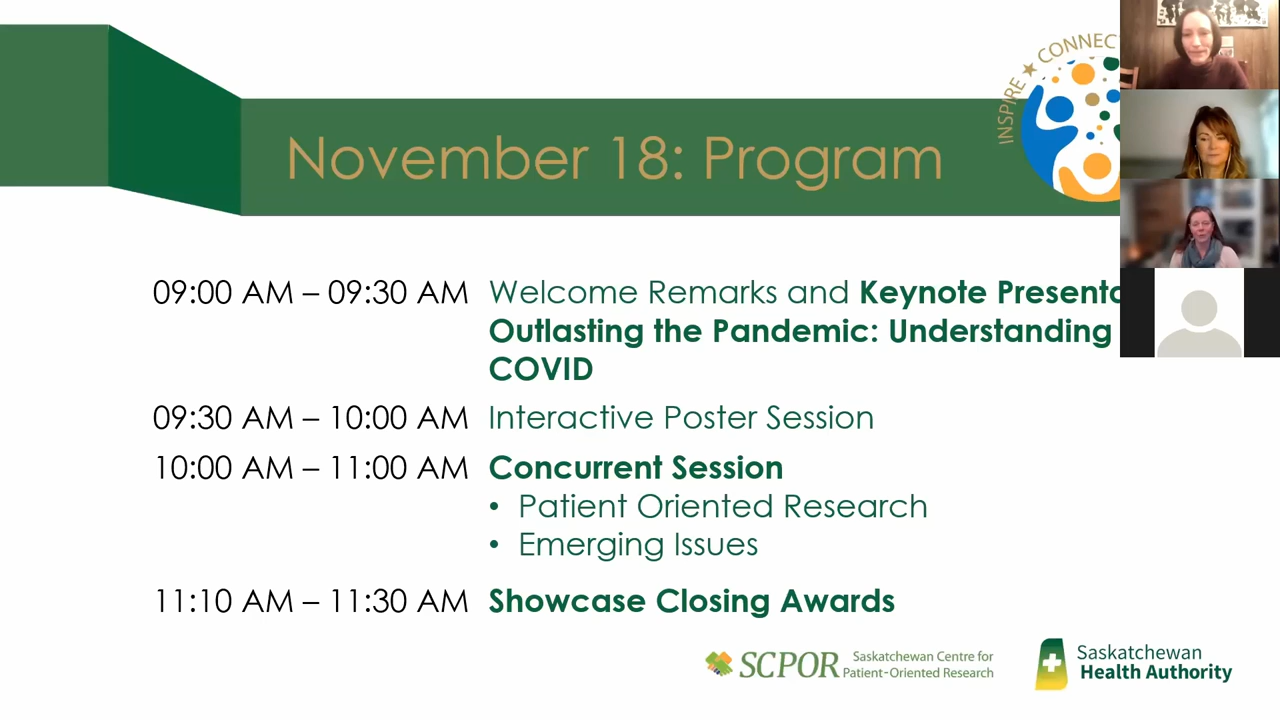 INSPIRE ★ CONNEC
November 18: Program
09:00 AM – 09:30 AM Welcome Remarks and Keynote Present
Outlasting the Pandemic: Understanding
COVID
09:30 AM – 10:00 AM Interactive Poster Session
10:00 AM – 11:00 AM Concurrent Session
• Patient Oriented Research
• Emerging Issues
11:10 AM – 11:30 AM Showcase Closing Awards
SCPOR Saskatchewan Centre for
Patient-Oriented Research
Saskatchewan
Health Authority